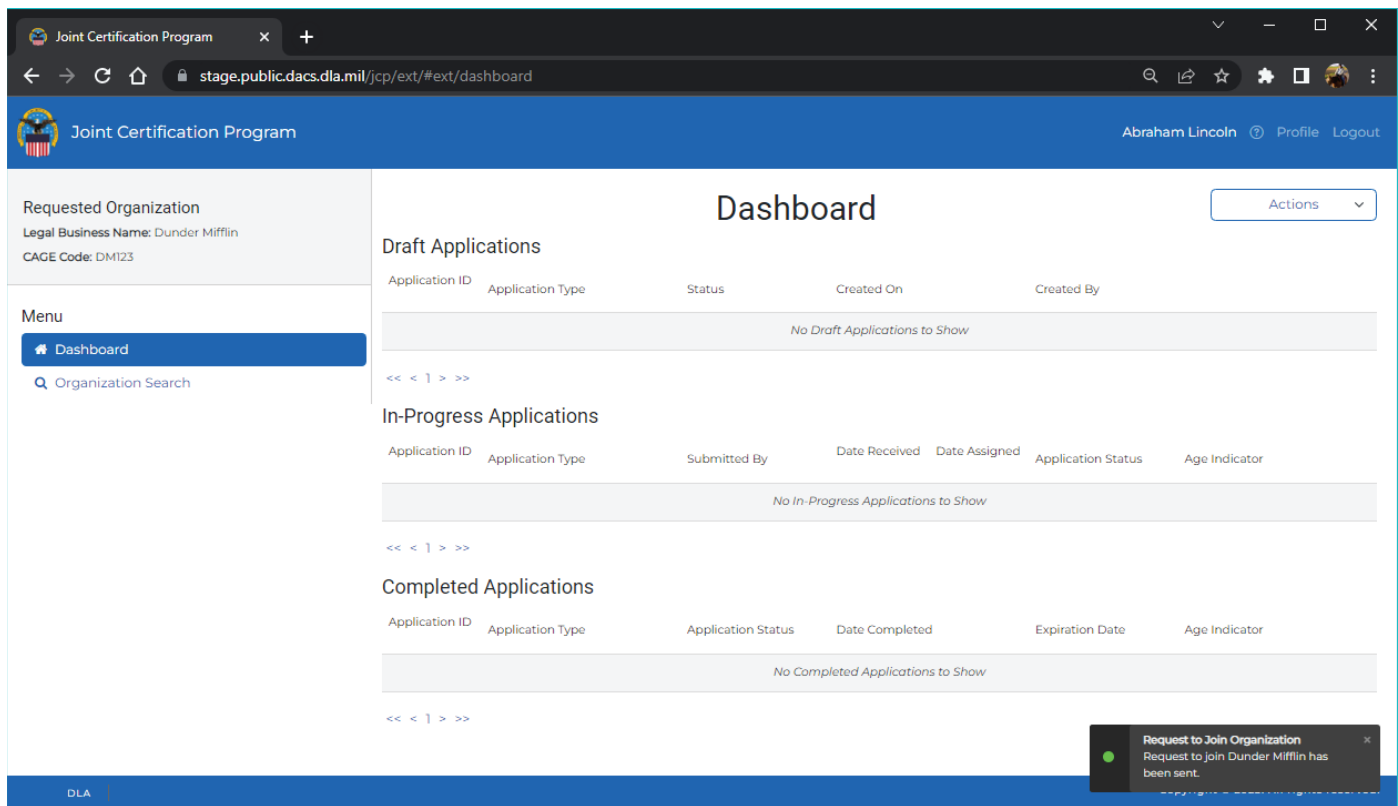 Joint Certification Program
stage.public.dacs.dla.mil/jcp/ext/#ext/dashboard
Joint Certification Program
Abraham Lincoln Profile Logout
Requested Organization
Legal Business Name: Dunder Mifflin
CAGE Code: DM123
Menu
Dashboard
Organization Search
Dashboard
Actions
Draft Applications
Application ID Application Type Status Created On Created By
No Draft Applications to Show
<< < 1 > >>
In-Progress Applications
Application ID Application Type Submitted By Date Received Date Assigned Application Status Age Indicator
No In-Progress Applications to Show
<< < 1 > >>
Completed Applications
Application ID Application Type Application Status Date Completed Expiration Date Age Indicator
No Completed Applications to Show
<< < 1 > >>
Request to Join Organization
Request to join Dunder Mifflin has
been sent.
DLA